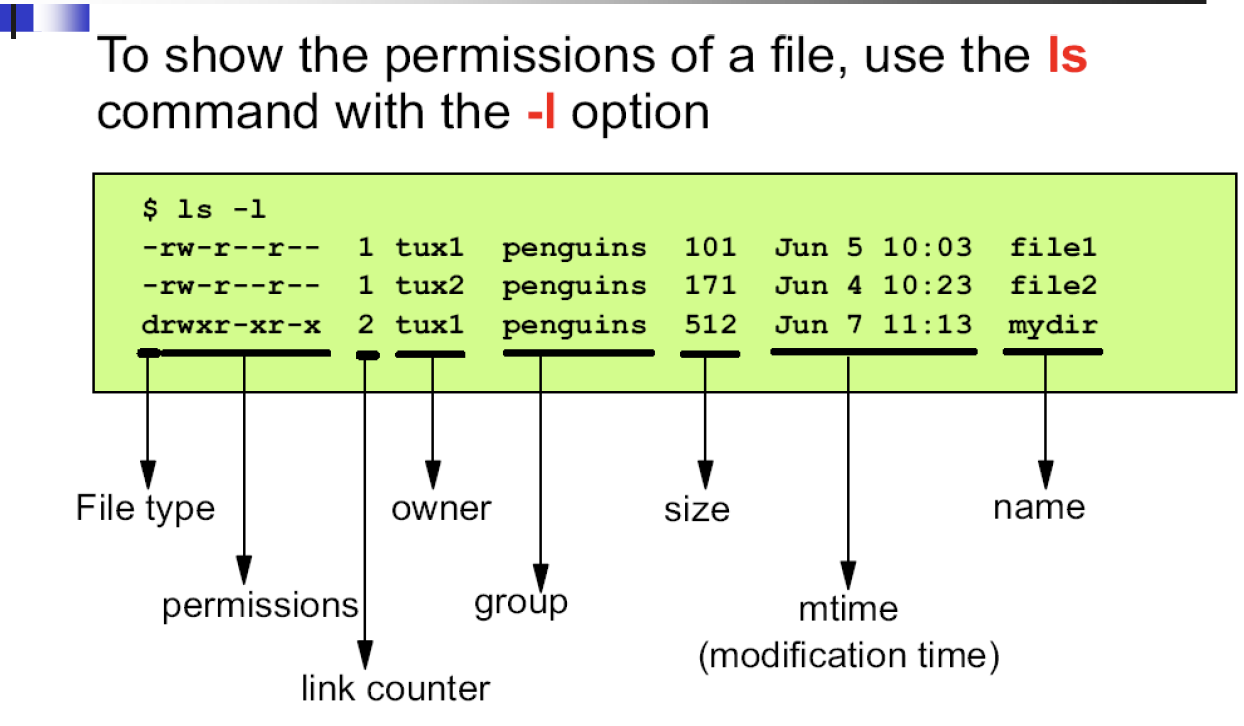 To show the permissions of a file, use the ls
command with the -l option
$ ls -l
-rw-r--r-- 1 tux1 penguins 101 Jun 5 10:03 file1
-rw-r--r-- 1 tux2 penguins 171 Jun 4 10:23 file2
drwxr-xr-x 2 tux1 penguins 512 Jun 7 11:13 mydir
File type owner size name
permissions group mtime
(modification time)
link counter